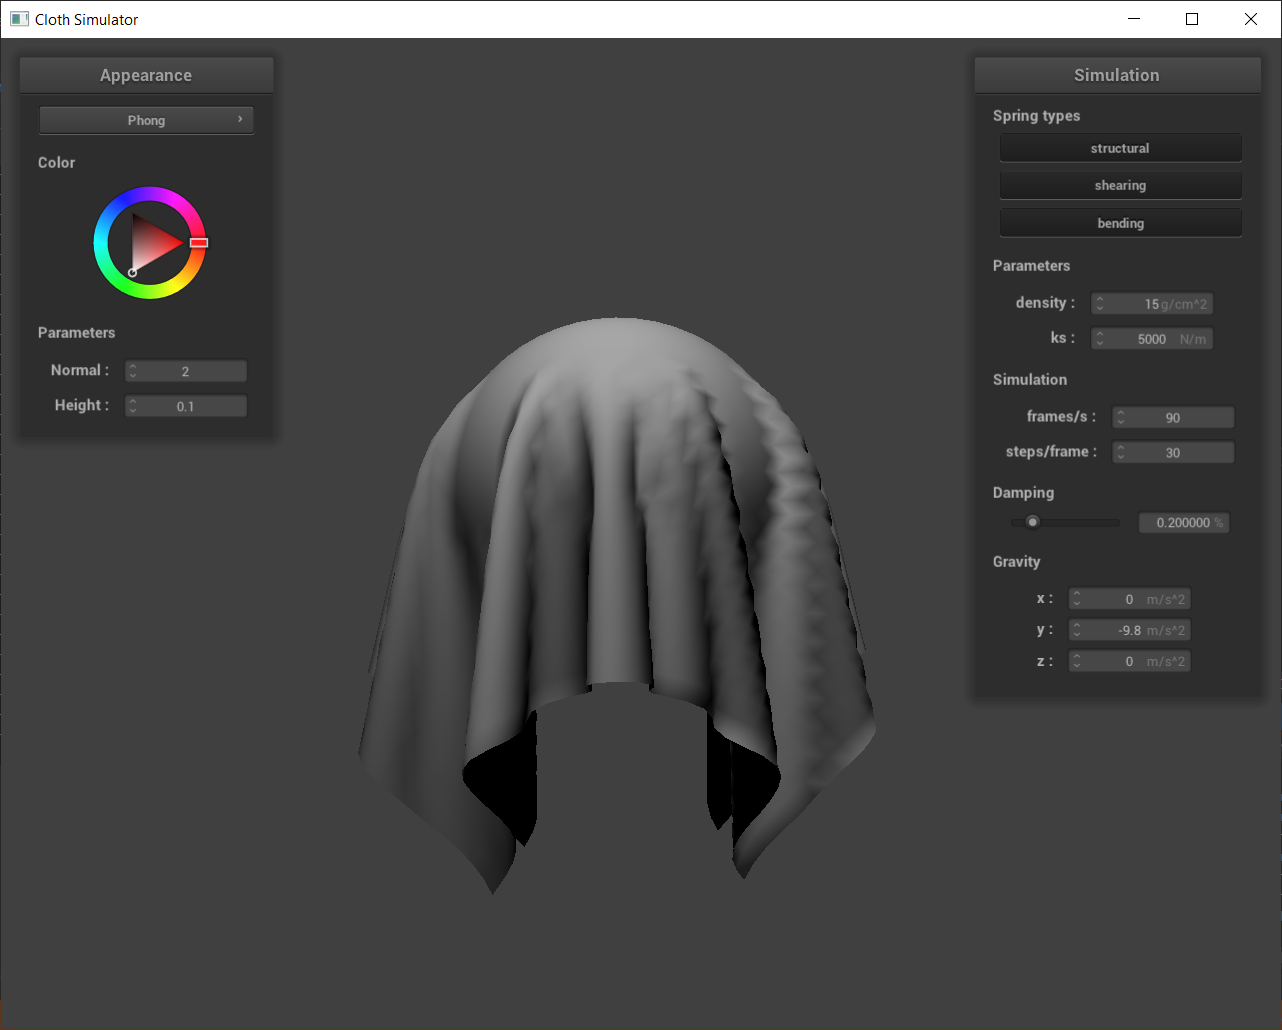 Cloth Simulator
Appearance
Phong
Color
Parameters
Normal : 2
Height : 0.1
Simulation
Spring types
structural
shearing
bending
Parameters
density : 15 g/cm^2
ks : 5000 N/m
Simulation
frames/s : 90
steps/frame : 30
Damping
0.200000 %
Gravity
x : 0 m/s^2
y : -9.8 m/s^2
z : 0 m/s^2